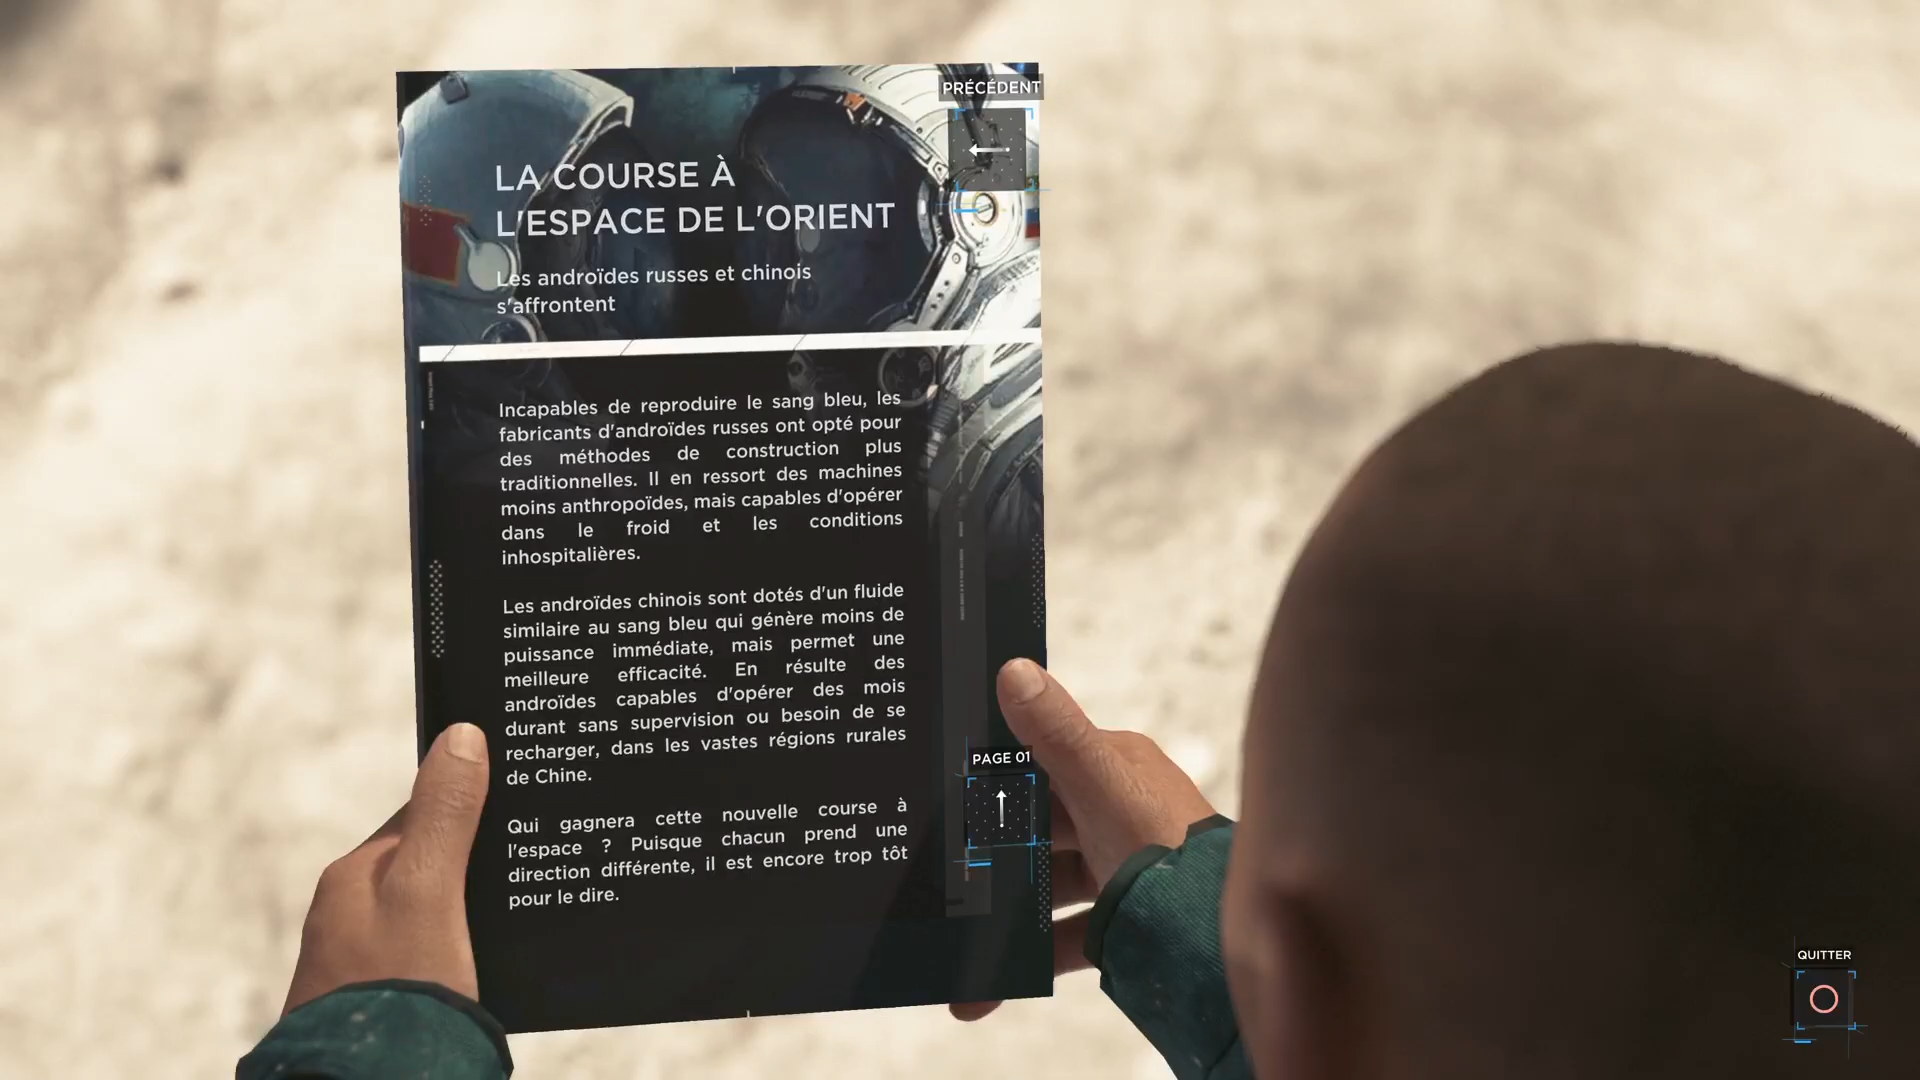 PRÉCÉDENT
LA COURSE À
L'ESPACE DE L'ORIENT
Les androïdes russes et chinois
s'affrontent
Incapables de reproduire le sang bleu, les
fabricants d'androïdes russes ont opté pour
des méthodes de construction plus
traditionnelles. Il en ressort des machines
moins anthropoïdes, mais capables d'opérer
dans le froid et les conditions
inhospitalières.
Les androïdes chinois sont dotés d'un fluide
similaire au sang bleu qui génère moins de
puissance immédiate, mais permet une
meilleure efficacité. En résulte des
androïdes capables d'opérer des mois
durant sans supervision ou besoin de se
recharger, dans les vastes régions rurales
de Chine.
Qui gagnera cette nouvelle course à
l'espace ? Puisque chacun prend une
direction différente, il est encore trop tôt
pour le dire.
PAGE 01
QUITTER